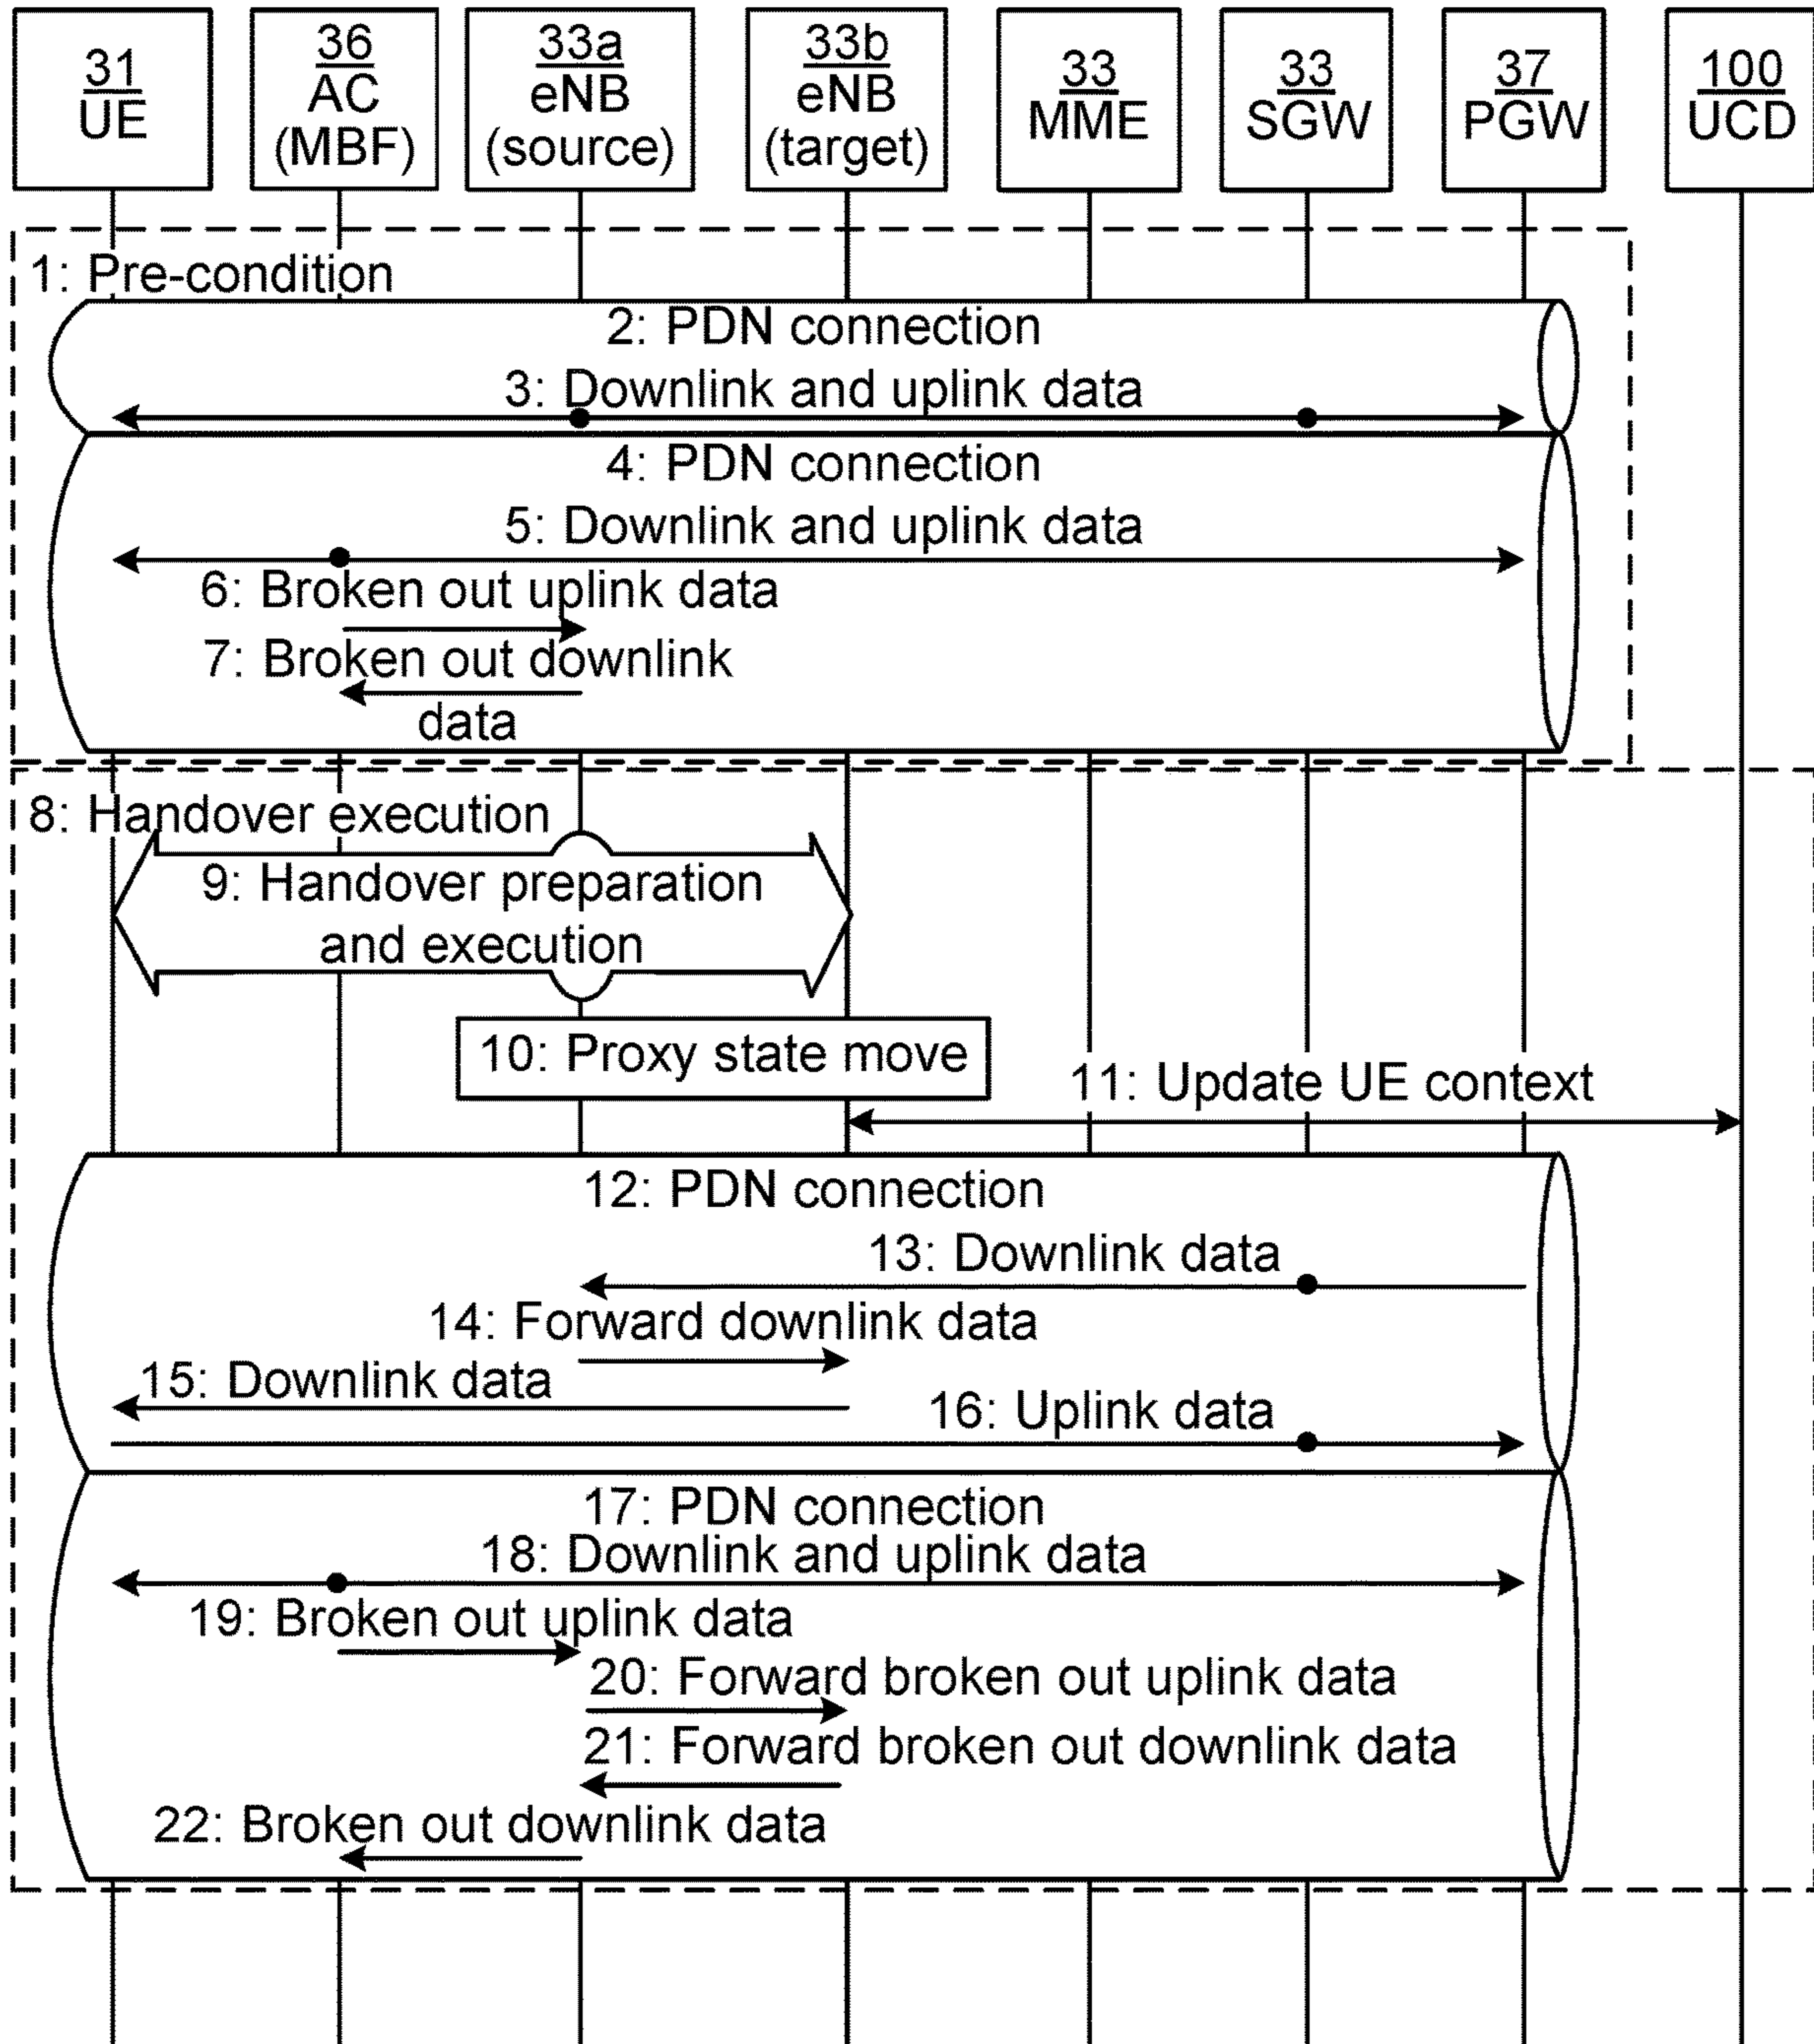 31
UE
36
AC
(MBF)
33a
eNB
(source)
33b
eNB
(target)
33
MME
33
SGW
37
PGW
100
UCD
1: Pre-condition
2: PDN connection
3: Downlink and uplink data
4: PDN connection
5: Downlink and uplink data
6: Broken out uplink data
7: Broken out downlink
data
8: Handover execution
9: Handover preparation
and execution
10: Proxy state move
11: Update UE context
12: PDN connection
13: Downlink data
14: Forward downlink data
15: Downlink data
16: Uplink data
17: PDN connection
18: Downlink and uplink data
19: Broken out uplink data
20: Forward broken out uplink data
21: Forward broken out downlink data
22: Broken out downlink data